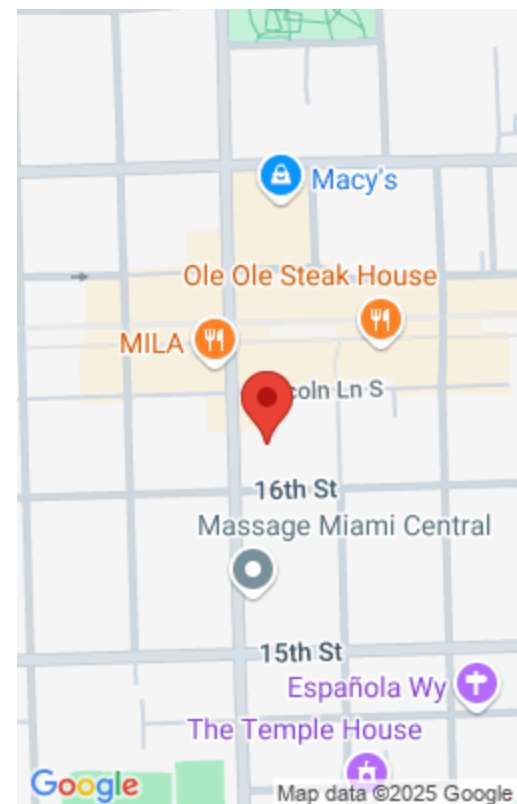 Macy's
Ole Ole Steak House
MILA
coln Ln S
16th St
Massage Miami Central
15th St
Española Wy
The Temple House
Google
Map data ©2025 Google